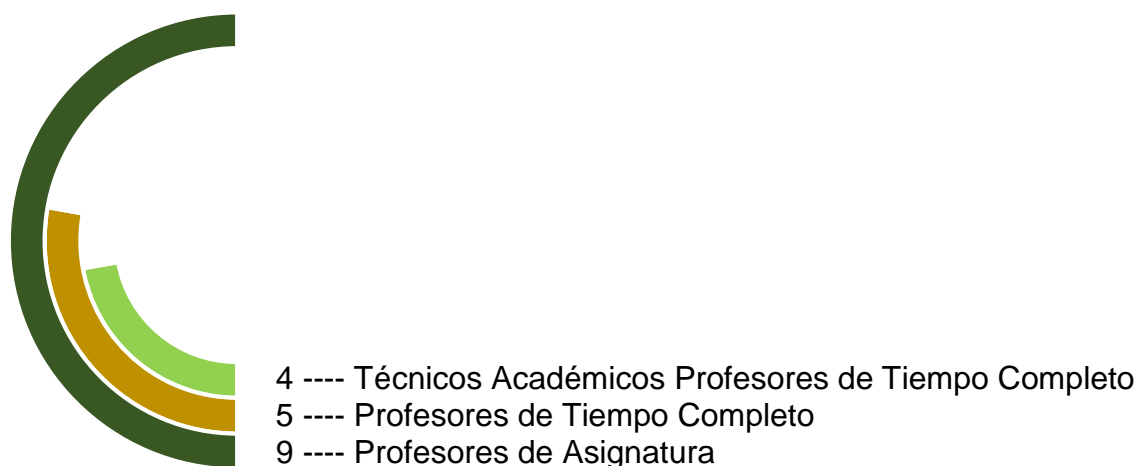 4 ---- Técnicos Académicos Profesores de Tiempo Completo
5 ---- Profesores de Tiempo Completo
9 ---- Profesores de Asignatura